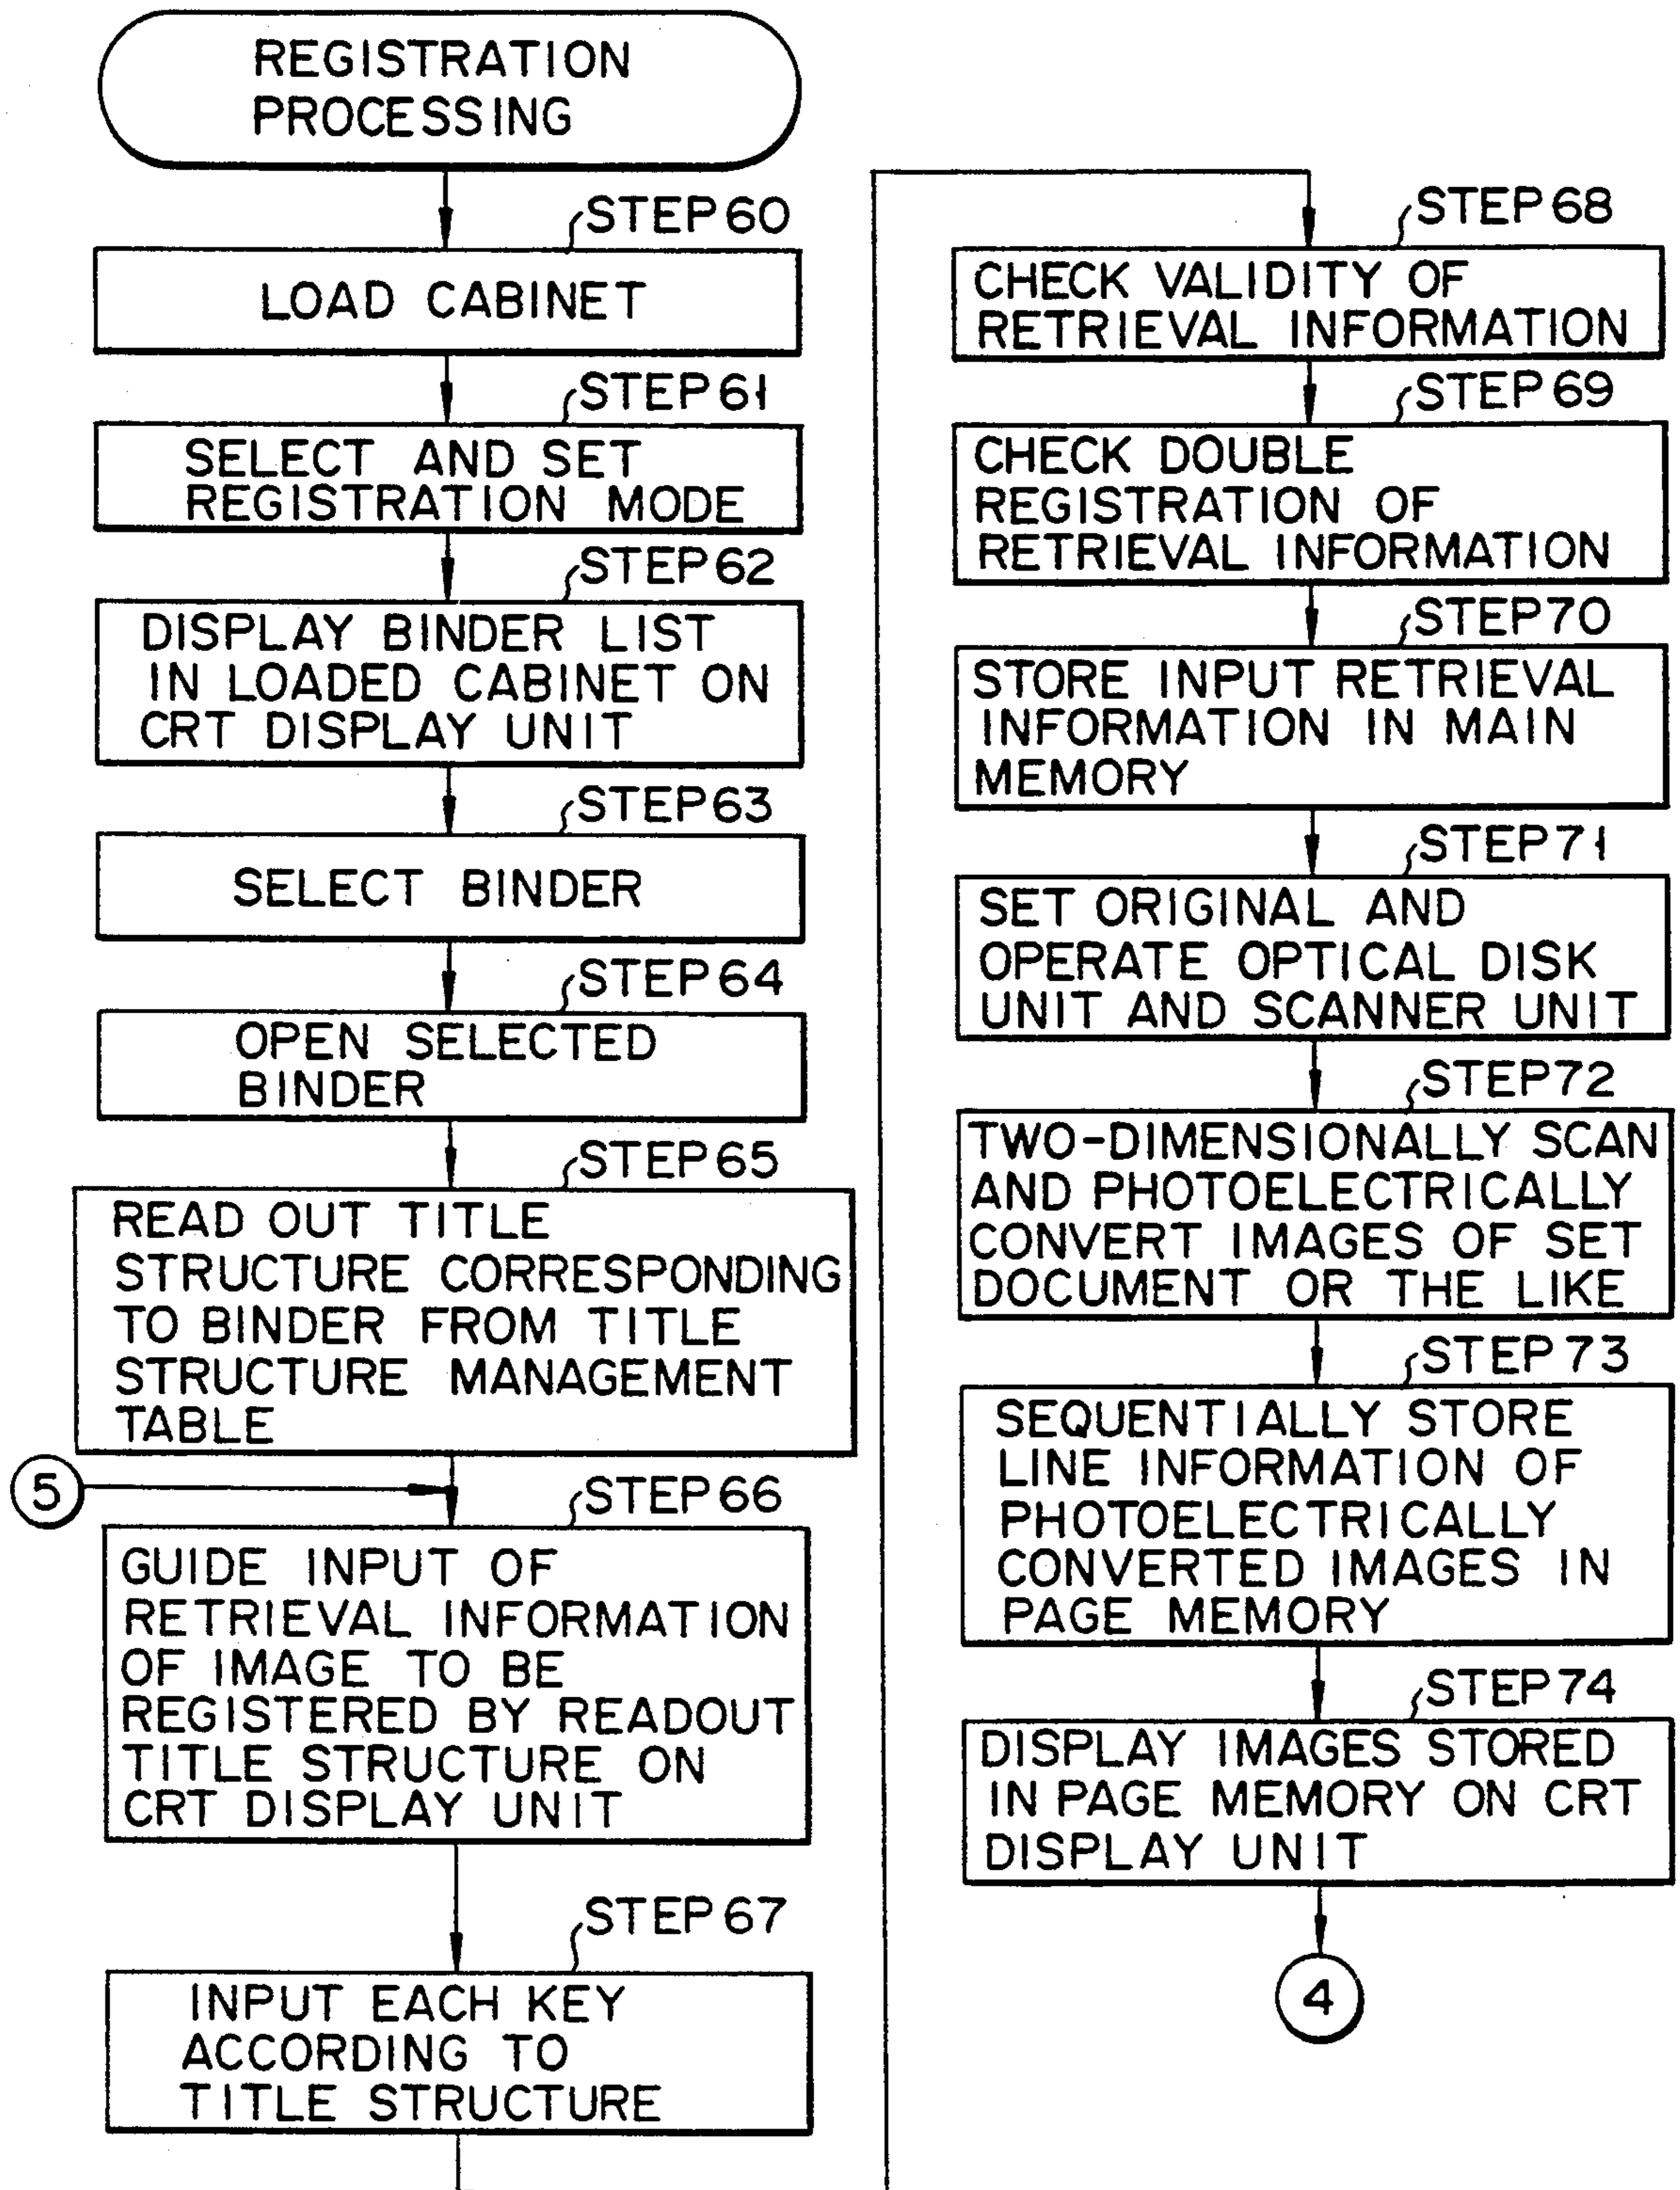 REGISTRATION
PROCESSING
STEP 60
LOAD CABINET
STEP 61
SELECT AND SET
REGISTRATION MODE
STEP 62
DISPLAY BINDER LIST
IN LOADED CABINET ON
CRT DISPLAY UNIT
STEP 63
SELECT BINDER
STEP 64
OPEN SELECTED
BINDER
STEP 65
READ OUT TITLE
STRUCTURE CORRESPONDING
TO BINDER FROM TITLE
STRUCTURE MANAGEMENT
TABLE
5
STEP 66
GUIDE INPUT OF
RETRIEVAL INFORMATION
OF IMAGE TO BE
REGISTERED BY READOUT
TITLE STRUCTURE ON
CRT DISPLAY UNIT
STEP 67
INPUT EACH KEY
ACCORDING TO
TITLE STRUCTURE
STEP 68
CHECK VALIDITY OF
RETRIEVAL INFORMATION
STEP 69
CHECK DOUBLE
REGISTRATION OF
RETRIEVAL INFORMATION
STEP 70
STORE INPUT RETRIEVAL
INFORMATION IN MAIN
MEMORY
STEP 71
SET ORIGINAL AND
OPERATE OPTICAL DISK
UNIT AND SCANNER UNIT
STEP 72
TWO-DIMENSIONALLY SCAN
AND PHOTOELECTRICALLY
CONVERT IMAGES OF SET
DOCUMENT OR THE LIKE
STEP 73
SEQUENTIALLY STORE
LINE INFORMATION OF
PHOTOELECTRICALLY
CONVERTED IMAGES IN
PAGE MEMORY
STEP 74
DISPLAY IMAGES STORED
IN PAGE MEMORY ON CRT
DISPLAY UNIT
4